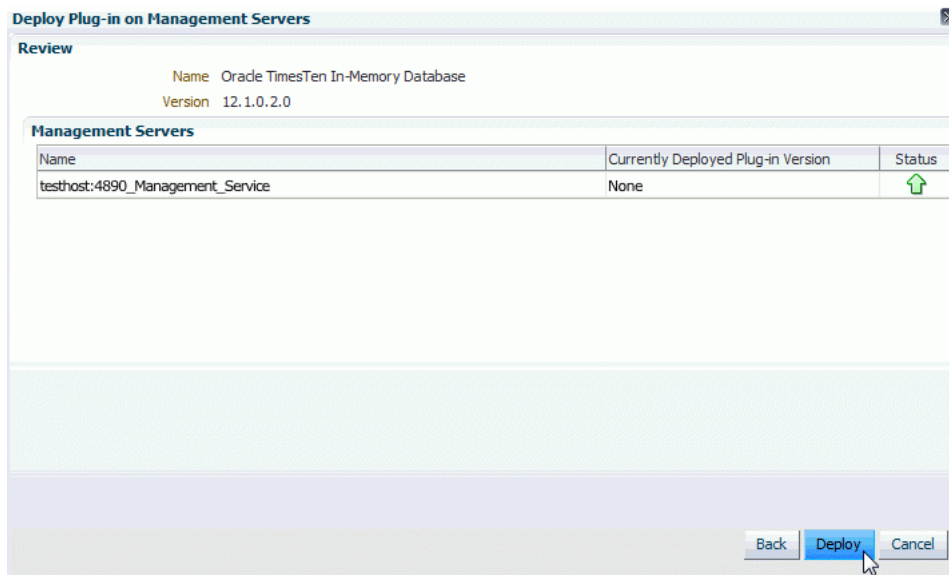 Deploy Plug-in on Management Servers
Review
Name Oracle TimesTen In-Memory Database
Version 12.1.0.2.0
Management Servers
Name Currently Deployed Plug-in Version Status
testhost:4890_Management_Service None
Back Deploy Cancel